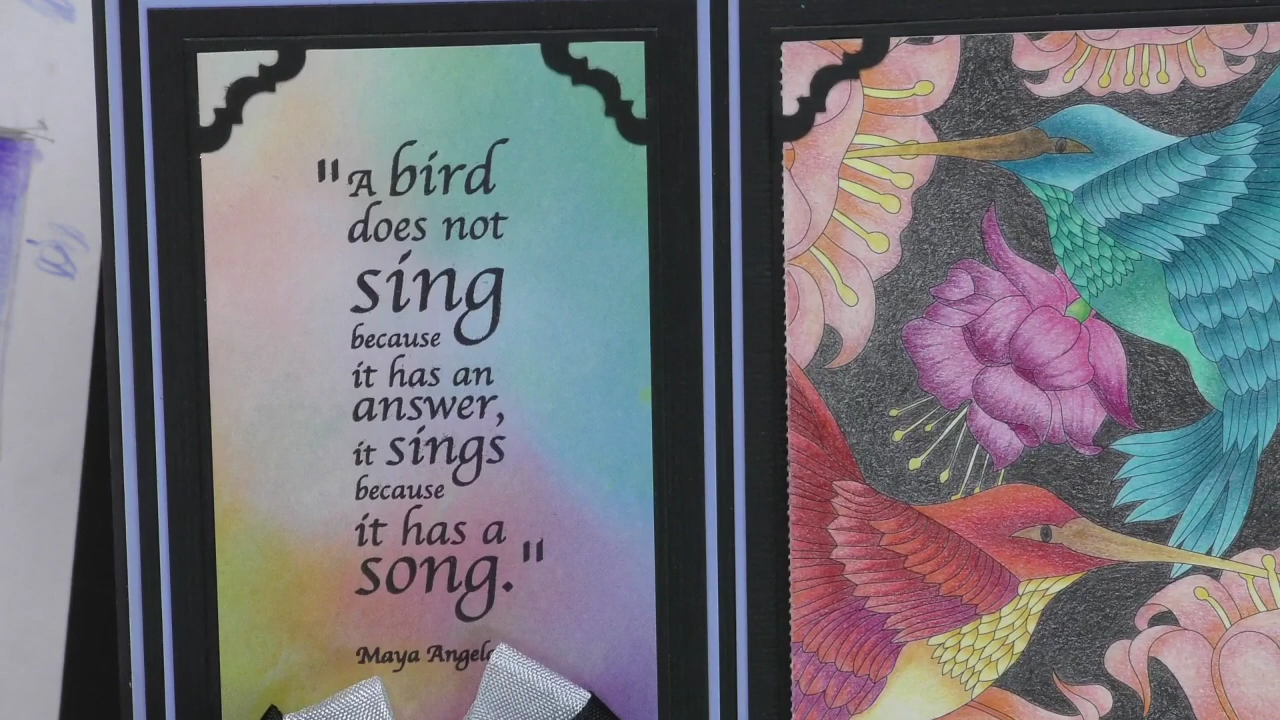 "A bird
does not
sing
because
it has an
answer,
it sings
because
it has a
song."
Maya